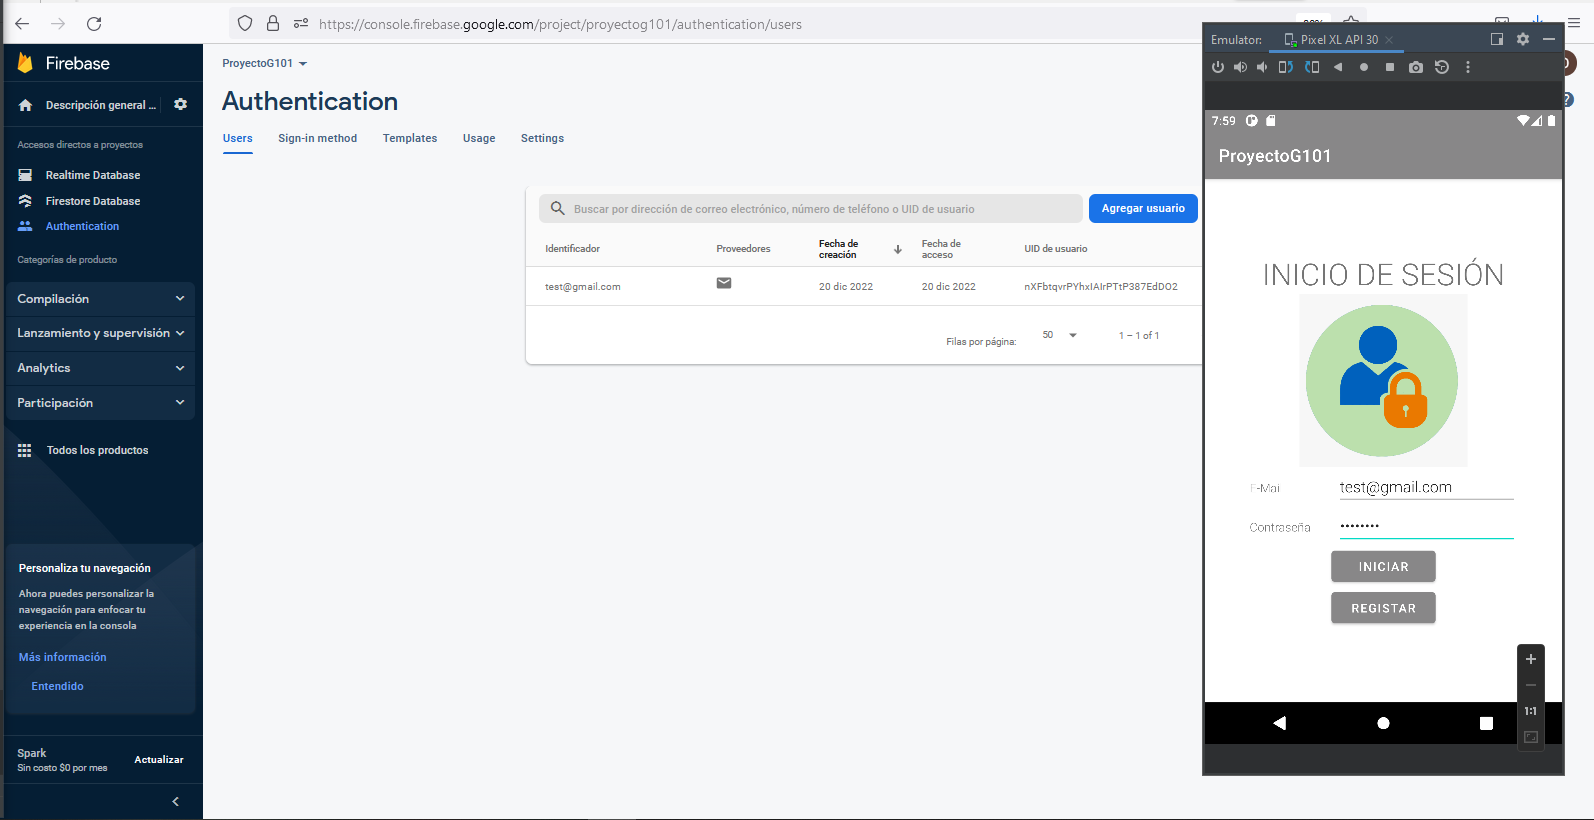 https://console.firebase.google.com/project/proyectog101/authentication/users
Firebase
Descripción general ...
Accesos directos a proyectos
Realtime Database
Firestore Database
Authentication
Categorías de producto
Compilación
Lanzamiento y supervisión
Analytics
Participación
Todos los productos
Personaliza tu navegación
Ahora puedes personalizar la
navegación para enfocar tu
experiencia en la consola
Más información
Entendido
Spark
Sin costo $0 por mes
Actualizar
ProyectoG101
Authentication
Users Sign-in method Templates Usage Settings
Buscar por dirección de correo electrónico, número de teléfono o UID de usuario
Agregar usuario
Identificador Proveedores Fecha de creación Fecha de acceso UID de usuario
test@gmail.com 20 dic 2022 20 dic 2022 nXFbtqvrPYhxIAIrPTtP387EdDO2
Filas por página: 50 1 – 1 of 1
Emulator: Pixel XL API 30
7:59
ProyectoG101
INICIO DE SESIÓN
E-Mai test@gmail.com
Contraseña ••••••••
INICIAR
REGISTAR
1:1